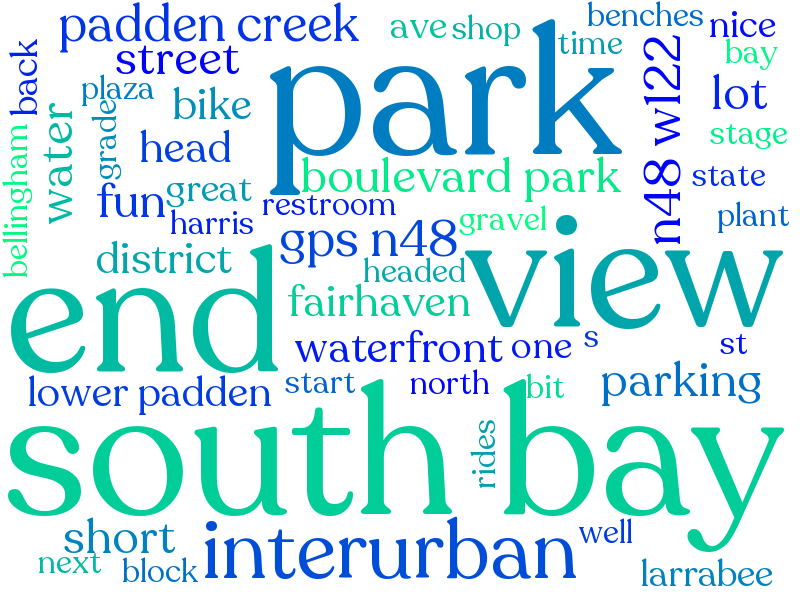 padden creek
ave shop
benches
nice
street
time
bay
back
plaza
bike
park
n48 w122
lot
water
grade
head
stage
bellingham
fun
great
boulevard park
state
harris
restroom
gravel
plant
district
gps n48
view
headed
end
fairhaven
waterfront
one
s
st
lower padden
start
north
bit
parking
south bay
rides
short
interurban
well
next
block
larrabee